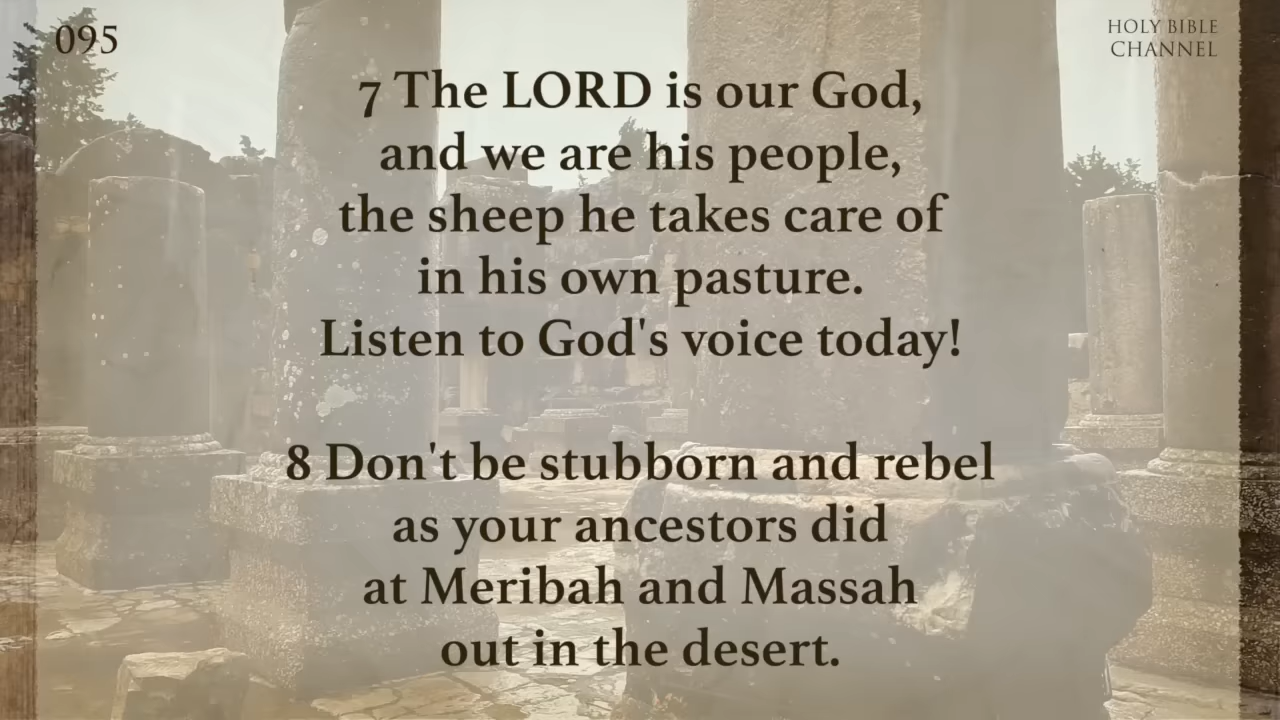 095
HOLY BIBLE
CHANNEL
7 The LORD is our God,
and we are his people,
the sheep he takes care of
in his own pasture.
Listen to God's voice today!
8 Don't be stubborn and rebel
as your ancestors did
at Meribah and Massah
out in the desert.